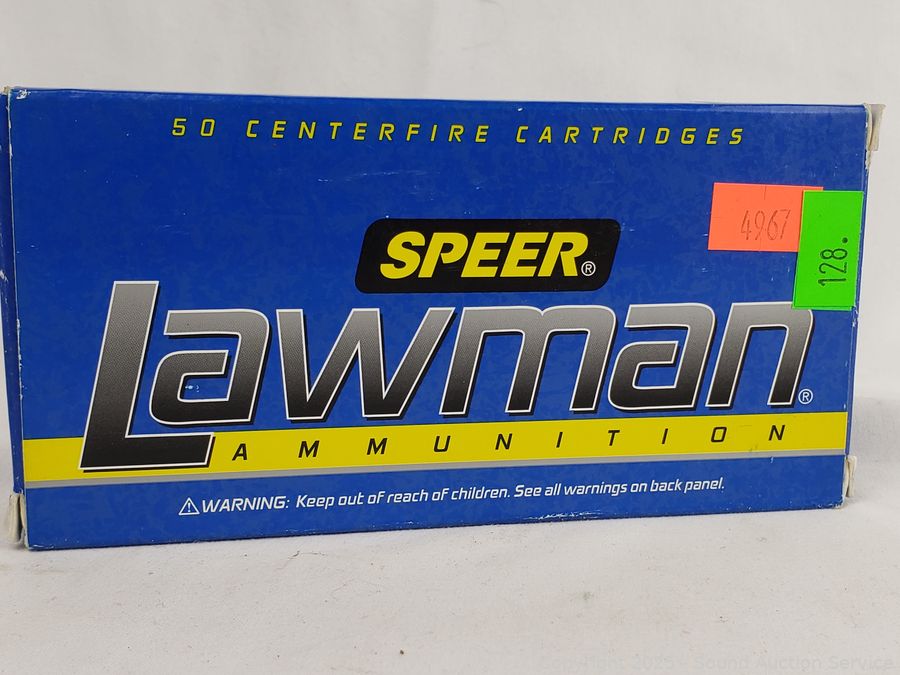 50 CENTERFIRE CARTRIDGES
4967
128.
SPEER®
Lawman®
AMMUNITION
⚠WARNING: Keep out of reach of children. See all warnings on back panel.
Copyright 2025 - Sound Auction Service